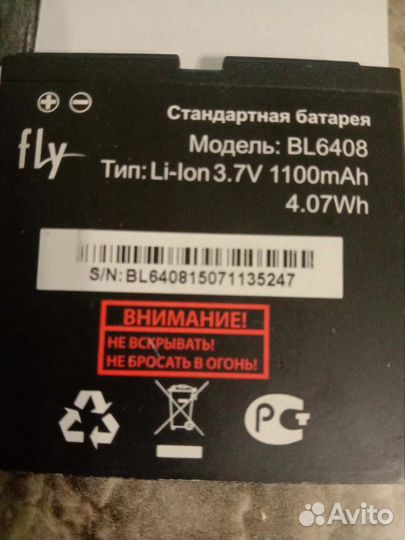 Стандартная батарея
fly
Модель: BL6408
Тип: Li-Ion 3.7V 1100mAh
4.07Wh
S/N: BL640815071135247
ВНИМАНИЕ!
НЕ ВСКРЫВАТЬ!
НЕ БРОСАТЬ В ОГОНЬ!
РСТ
Avito